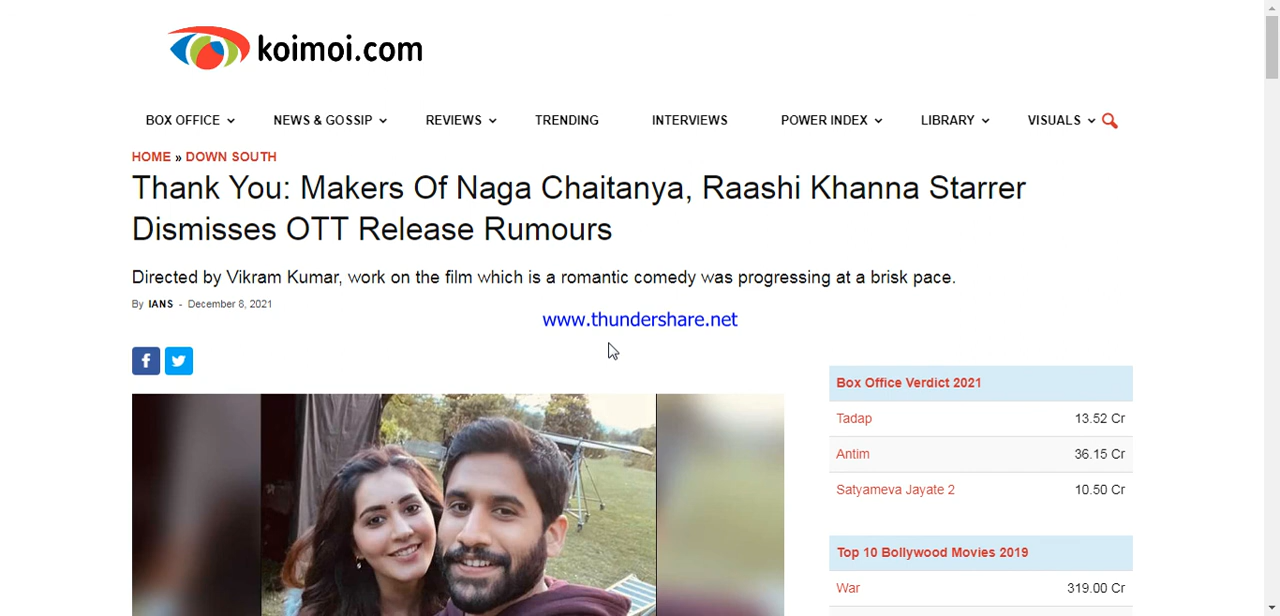 koimoi.com
BOX OFFICE NEWS & GOSSIP REVIEWS TRENDING INTERVIEWS POWER INDEX LIBRARY VISUALS
HOME » DOWN SOUTH
Thank You: Makers Of Naga Chaitanya, Raashi Khanna Starrer
Dismisses OTT Release Rumours
Directed by Vikram Kumar, work on the film which is a romantic comedy was progressing at a brisk pace.
By IANS - December 8, 2021
www.thundershare.net
Box Office Verdict 2021
Tadap 13.52 Cr
Antim 36.15 Cr
Satyameva Jayate 2 10.50 Cr
Top 10 Bollywood Movies 2019
War 319.00 Cr